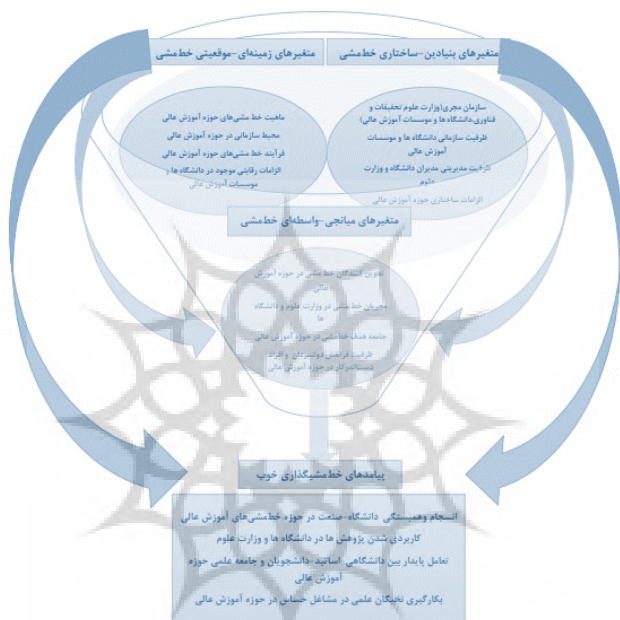 متغیرهای بنیادین-ساختاری خط‌مشی
متغیرهای زمینه‌ای-موقعیتی خط‌مشی
سازمان مجری(وزارت علوم تحقیقات و
فناوری-دانشگاه ها و موسسات آموزش عالی)
ظرفیت سازمانی دانشگاه ها و موسسات
آموزش عالی
ظرفیت مدیریتی مدیران دانشگاه و وزارت
علوم
الزامات ساختاری حوزه آموزش عالی
ماهیت خط مشی‌های حوزه آموزش عالی
محیط سازمانی در حوزه آموزش عالی
فرآیند خط مشی‌های حوزه آموزش عالی
الزامات رقابتی موجود در دانشگاه ها و
موسسات آموزش عالی
متغیرهای میانجی-واسطه‌ای خط‌مشی
تدوین کنندگان خط مشی در حوزه آموزش
عالی
مجریان خط مشی در وزارت علوم و دانشگاه
ها
جامعه هدف خط‌مشی در حوزه آموزش عالی
ظرفیت فرانقش دولتمردان و افراد
دست‌اندرکار در حوزه آموزش عالی
پیامدهای خط‌مشیگذاری خوب
انسجام وهمبستگی دانشگاه-صنعت در حوزه خط‌مشی‌های آموزش عالی
کاربردی شدن پژوهش ها در دانشگاه ها و وزارت علوم
تعامل پایدار بین دانشگاهی-اساتید-دانشجویان و جامعه علمی حوزه
آموزش عالی
بکارگیری نخبگان علمی در مشاغل حساس در حوزه آموزش عالی